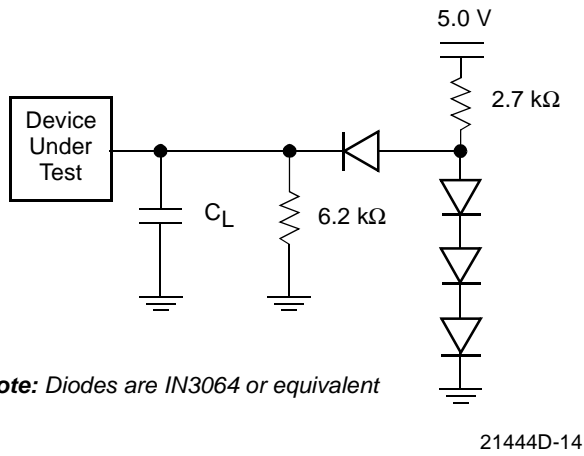 5.0 V
2.7 kΩ
Device
Under
Test
CL
6.2 kΩ
ote: Diodes are IN3064 or equivalent
21444D-14